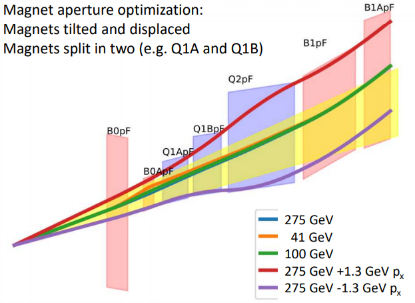 Magnet aperture optimization:
Magnets tilted and displaced
Magnets split in two (e.g. Q1A and Q1B)
B1ApF
B1pF
Q2pF
B0pF
Q1BpF
Q1ApF
B0ApF
275 GeV
41 GeV
100 GeV
275 GeV +1.3 GeV px
275 GeV -1.3 GeV px